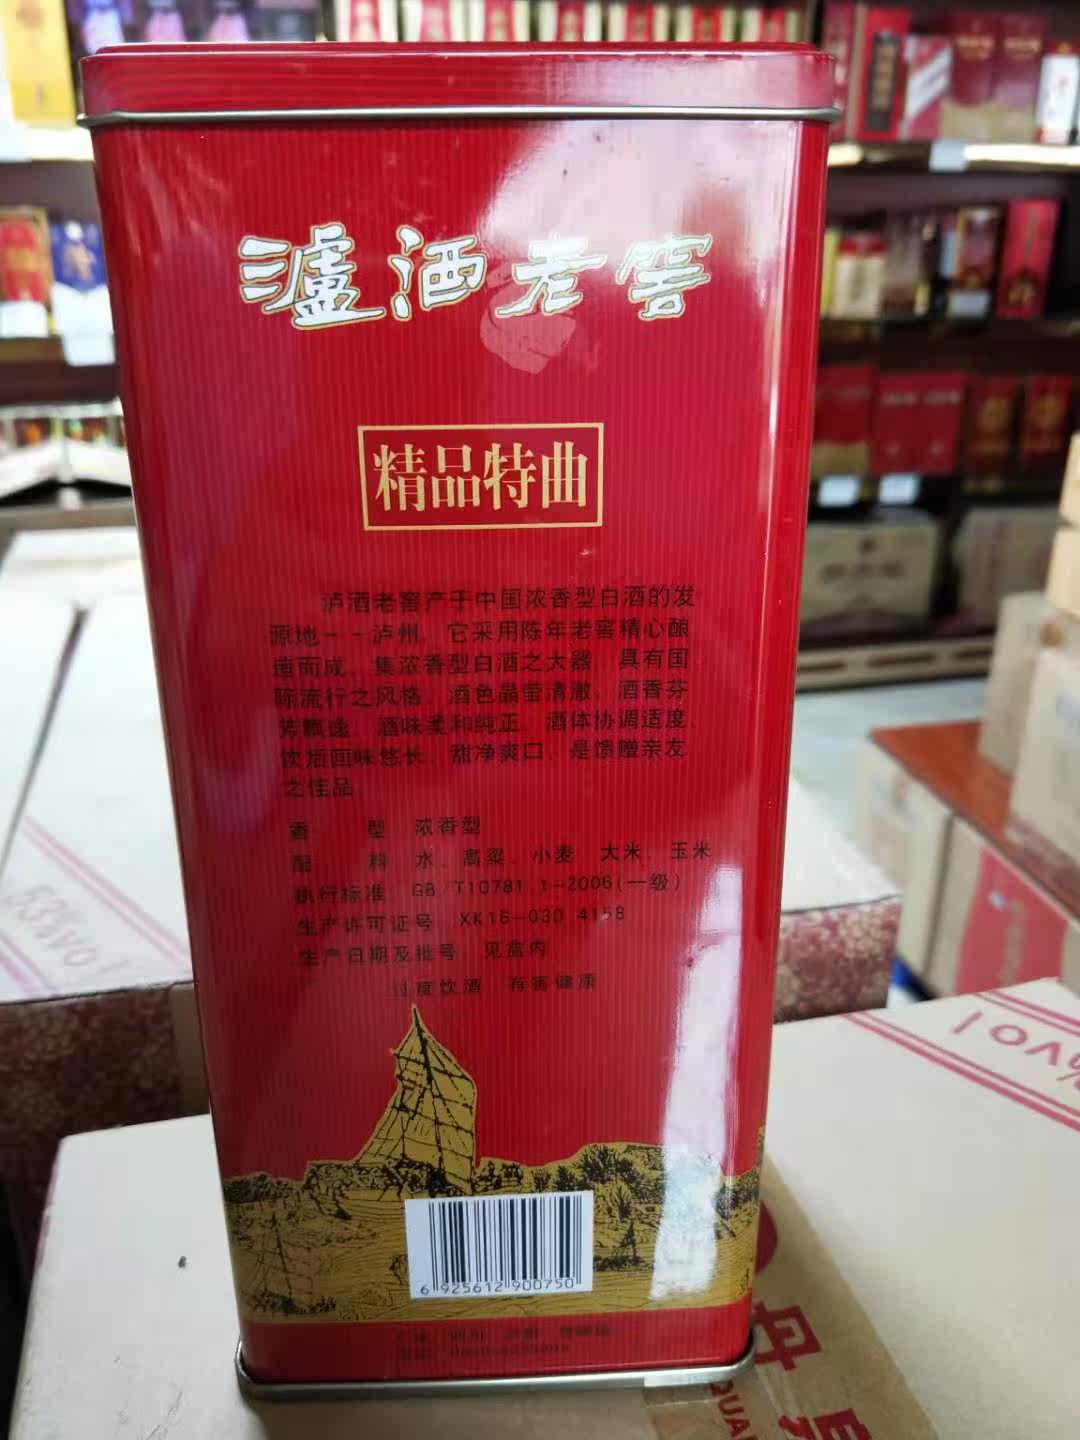 泸酒老窖
精品特曲
泸酒老窖产于中国浓香型白酒的发
源地--泸州，它采用陈年老窖精心酿
造而成，集浓香型白酒之大器，具有国
际流行之风格，酒色晶莹清澈，酒香芬
芳飘逸，酒味柔和纯正，酒体协调适度，
饮后回味悠长、甜净爽口、是馈赠亲友
之佳品
香 型 浓香型
配 料 水、高粱、小麦 大米、玉米
执行标准 GB/T10781 1-2006(一级)
生产许可证号 XK16-030 4158
生产日期及批号 见盒内
过度饮酒 有害健康
6 925612 900750
53%vol
%vol